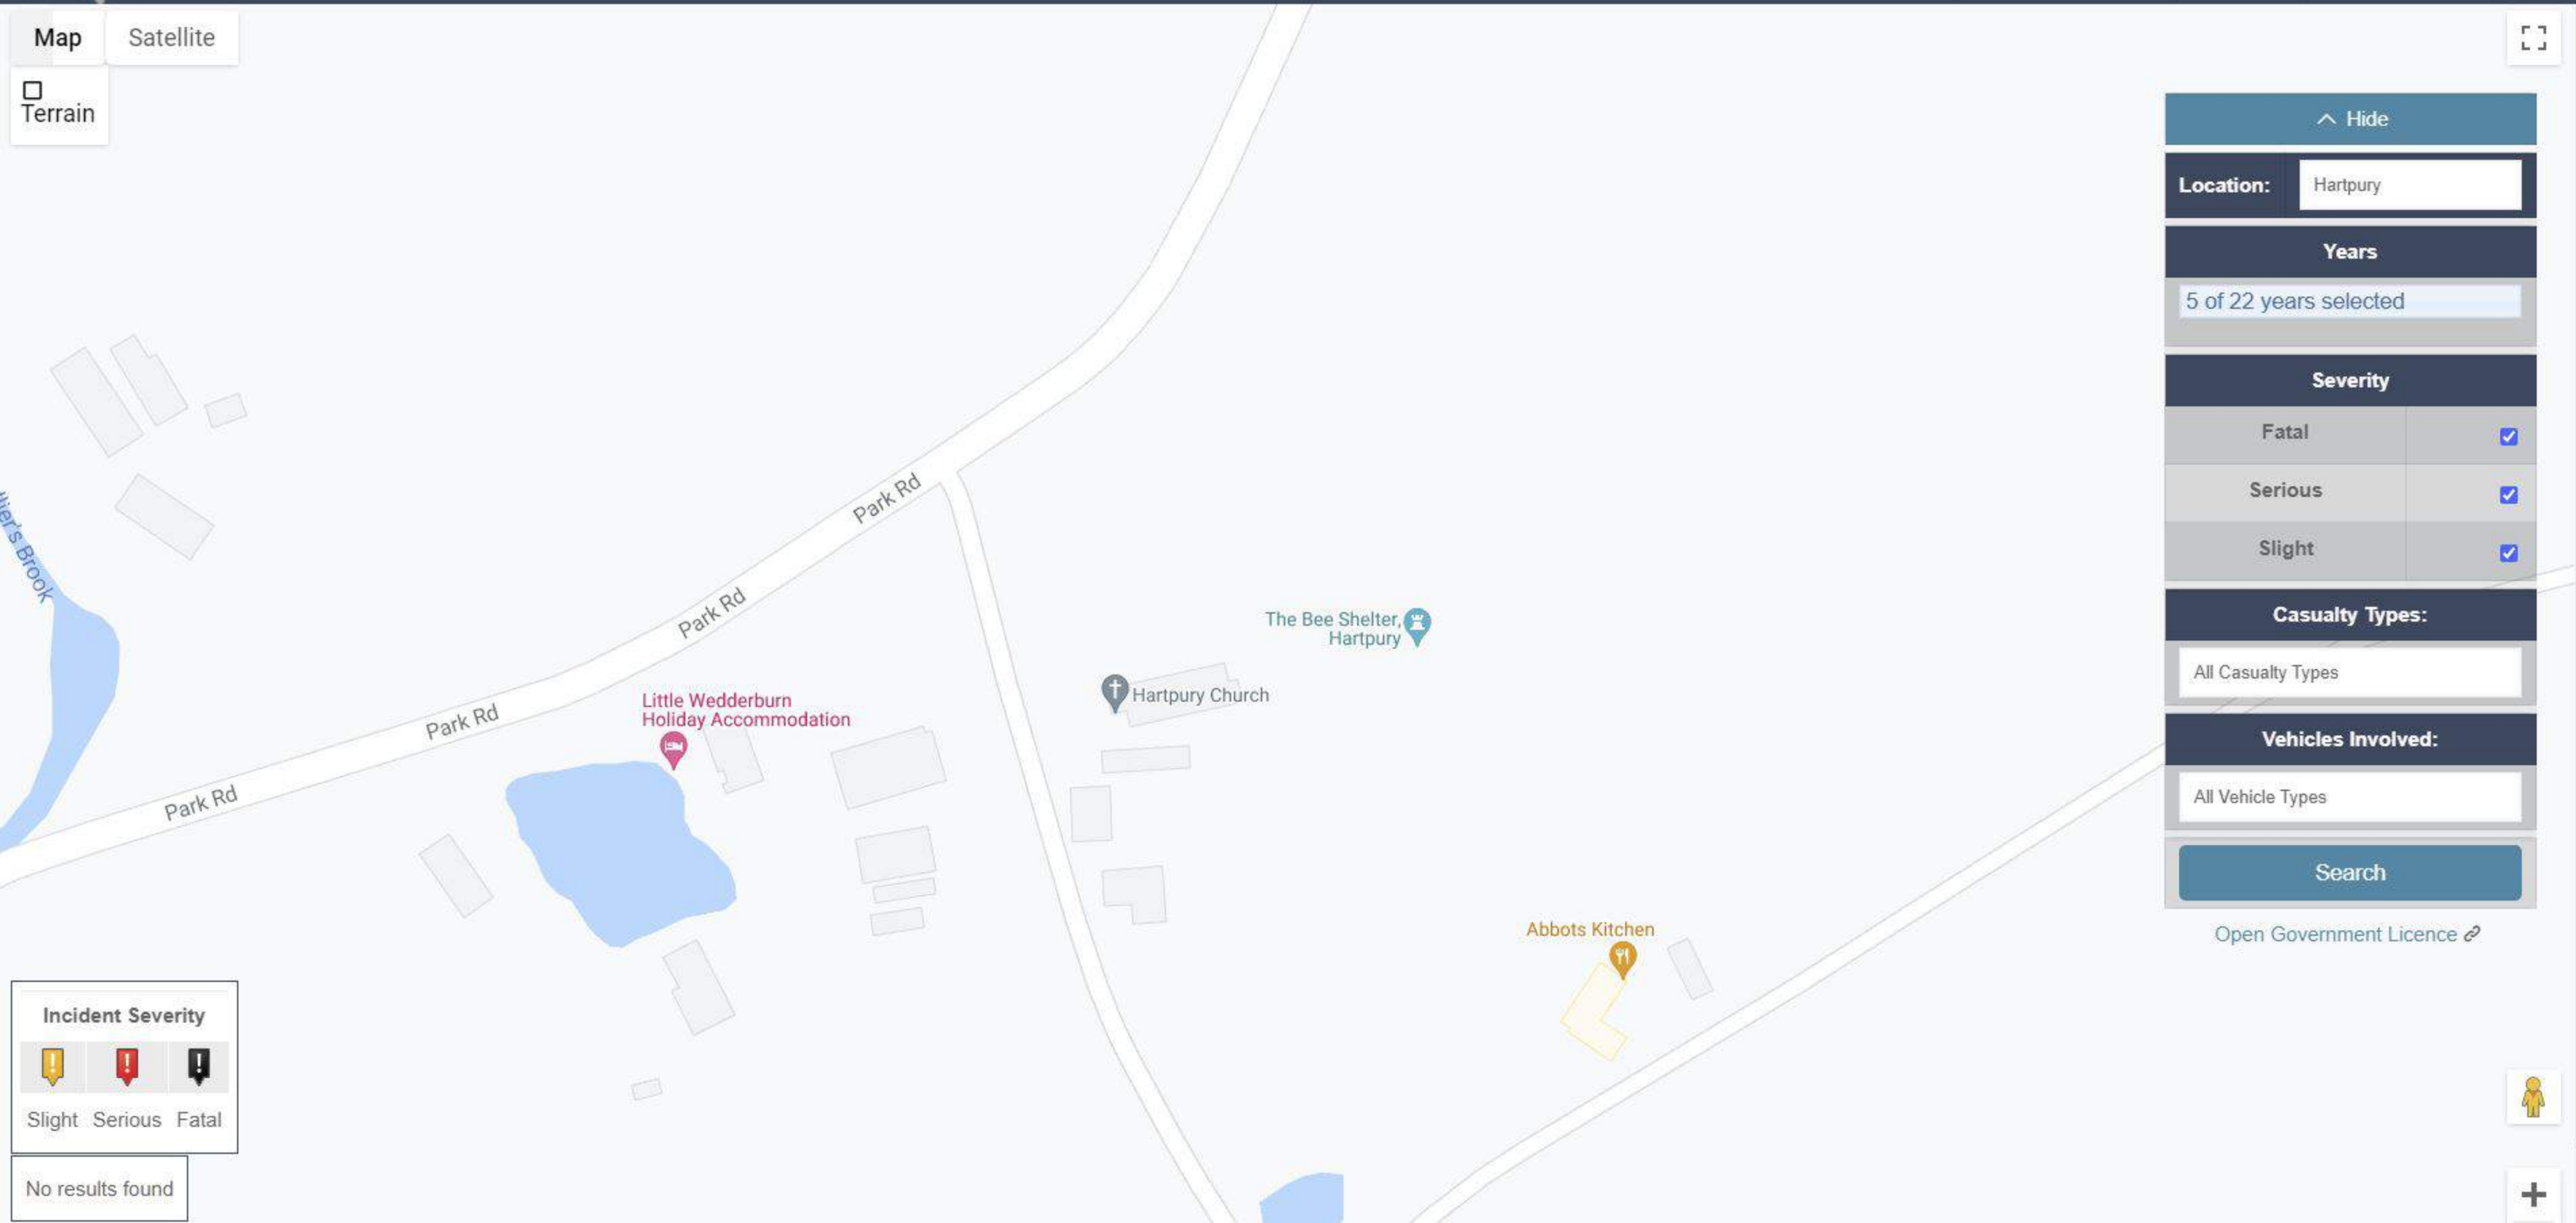 Map
Satellite
Terrain
Hide
Location:
Hartpury
Years
5 of 22 years selected
Severity
Fatal
Serious
Slight
Casualty Types:
All Casualty Types
Vehicles Involved:
All Vehicle Types
Search
Open Government Licence
Brook
Park Rd
Park Rd
Park Rd
Park Rd
The Bee Shelter,
Hartpury
Hartpury Church
Little Wedderburn
Holiday Accommodation
Abbots Kitchen
Incident Severity
Slight
Serious
Fatal
No results found